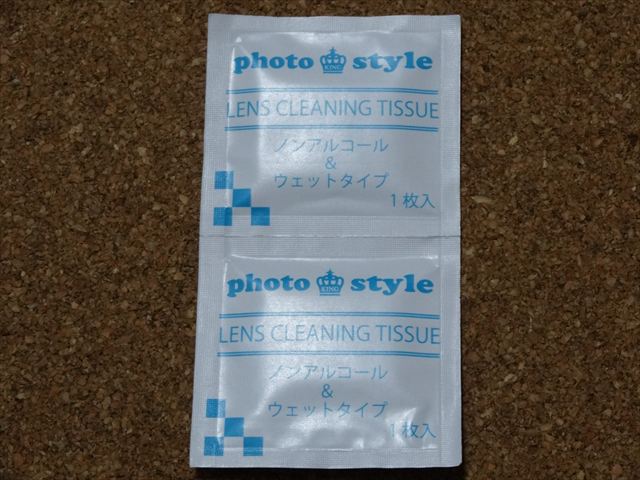 photo KING style
LENS CLEANING TISSUE
ノンアルコール
&
ウェットタイプ
1枚入
photo KING style
LENS CLEANING TISSUE
ノンアルコール
&
ウェットタイプ
1枚入